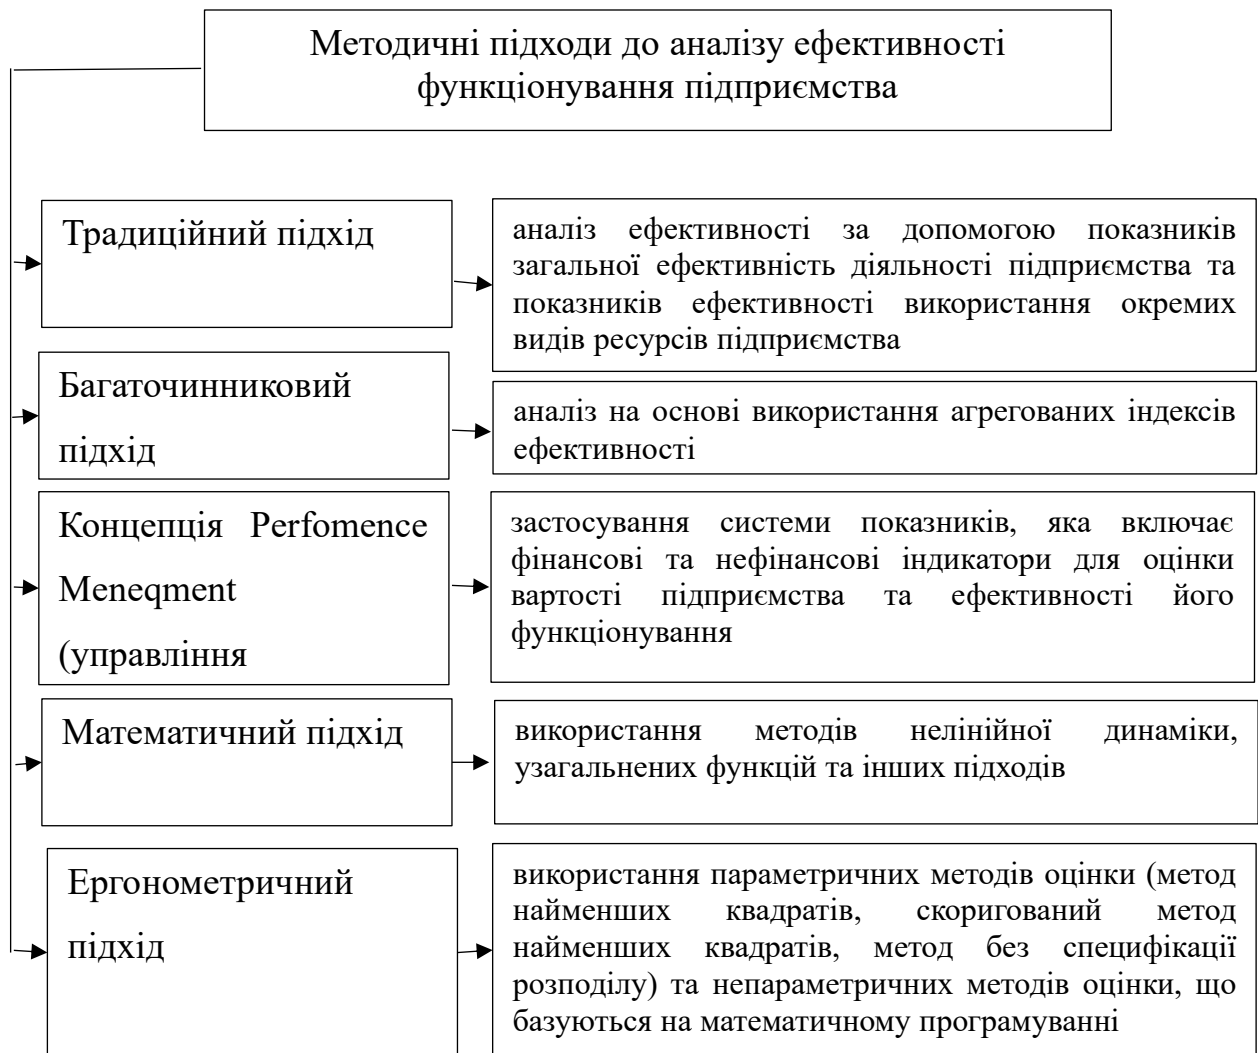 Методичні підходи до аналізу ефективності
функціонування підприємства
Традиційний підхід
аналіз ефективності за допомогою показників
загальної ефективність діяльності підприємства та
показників ефективності використання окремих
видів ресурсів підприємства
Багаточинниковий
підхід
аналіз на основі використання агрегованих індексів
ефективності
Концепція Perfomence
Meneqment
(управління
застосування системи показників, яка включає
фінансові та нефінансові індикатори для оцінки
вартості підприємства та ефективності його
функціонування
Математичний підхід
використання методів нелінійної динаміки,
узагальнених функцій та інших підходів
Ергонометричний
підхід
використання параметричних методів оцінки (метод
найменших квадратів, скоригований метод
найменших квадратів, метод без специфікації
розподілу) та непараметричних методів оцінки, що
базуються на математичному програмуванні